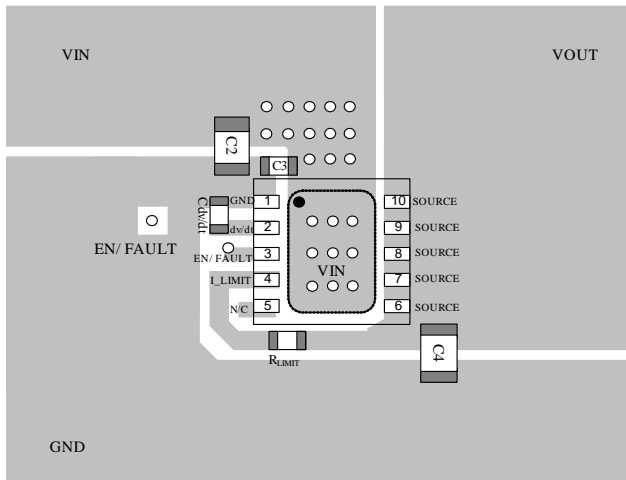 VIN
VOUT
C2
C3
Cdv/dt
GND 1
10 SOURCE
dv/dt 2
9 SOURCE
EN/ FAULT
EN/ FAULT 3
8 SOURCE
VIN
I_LIMIT 4
7 SOURCE
N/C 5
6 SOURCE
RLIMIT
C4
GND